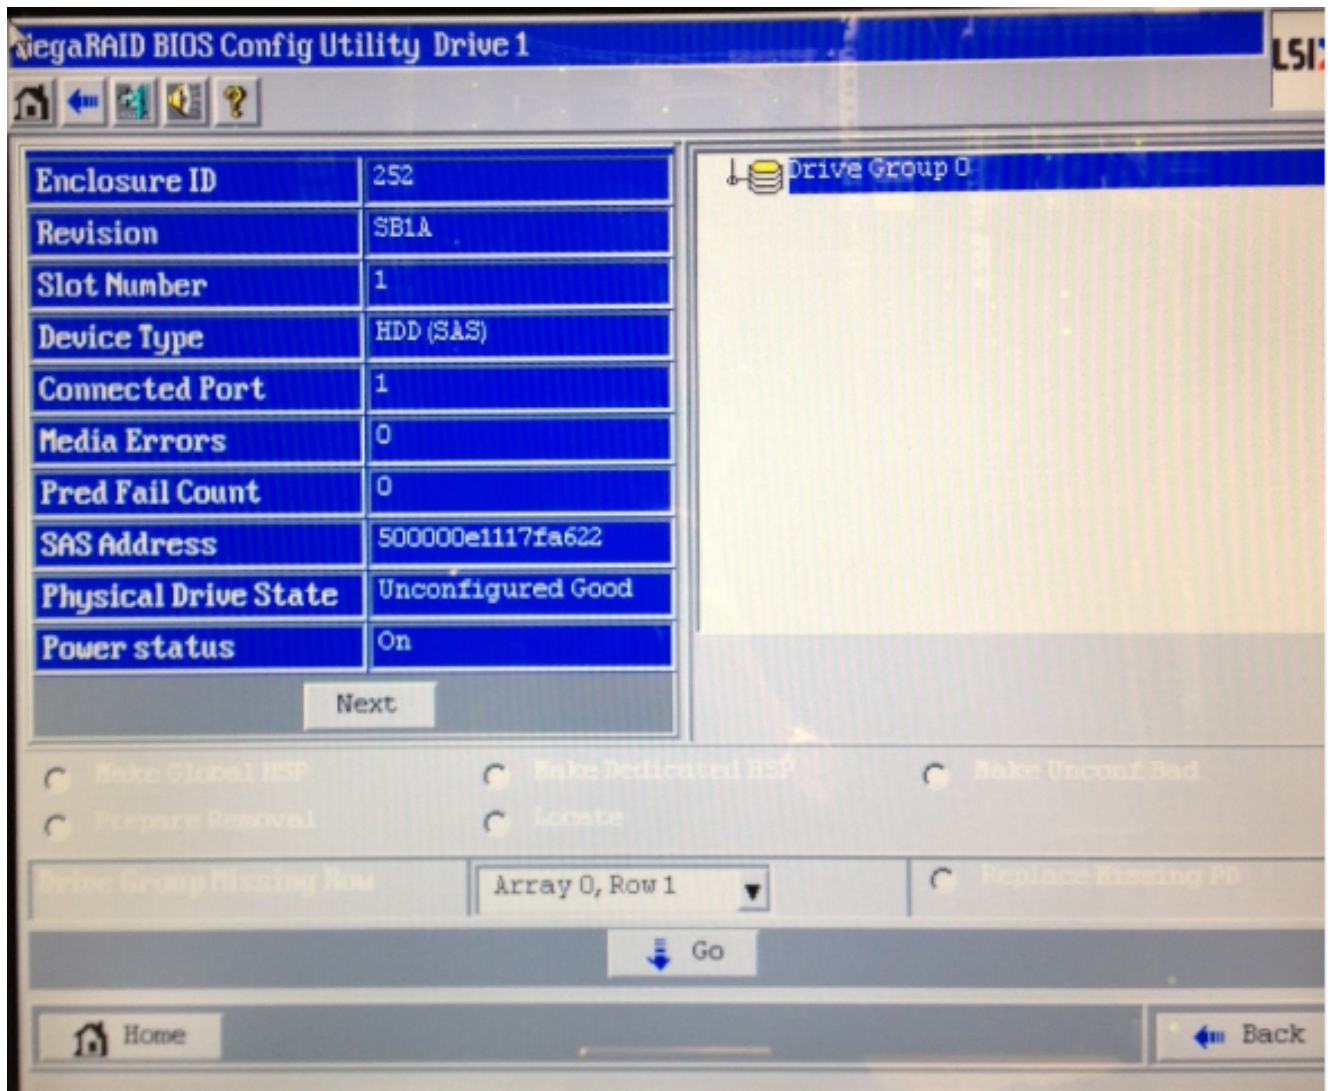 MegaRAID BIOS Config Utility Drive 1
LSI
Enclosure ID 252
Revision SB1A
Slot Number 1
Device Type HDD (SAS)
Connected Port 1
Media Errors 0
Pred Fail Count 0
SAS Address 500000e1117fa622
Physical Drive State Unconfigured Good
Power status On
Next
Drive Group 0
Make Global HSP Make Dedicated HSP Make Unconf Bad
Prepare Removal Locate
Drive Group Missing Row Array 0, Row 1 Replace Missing PD
Go
Home Back